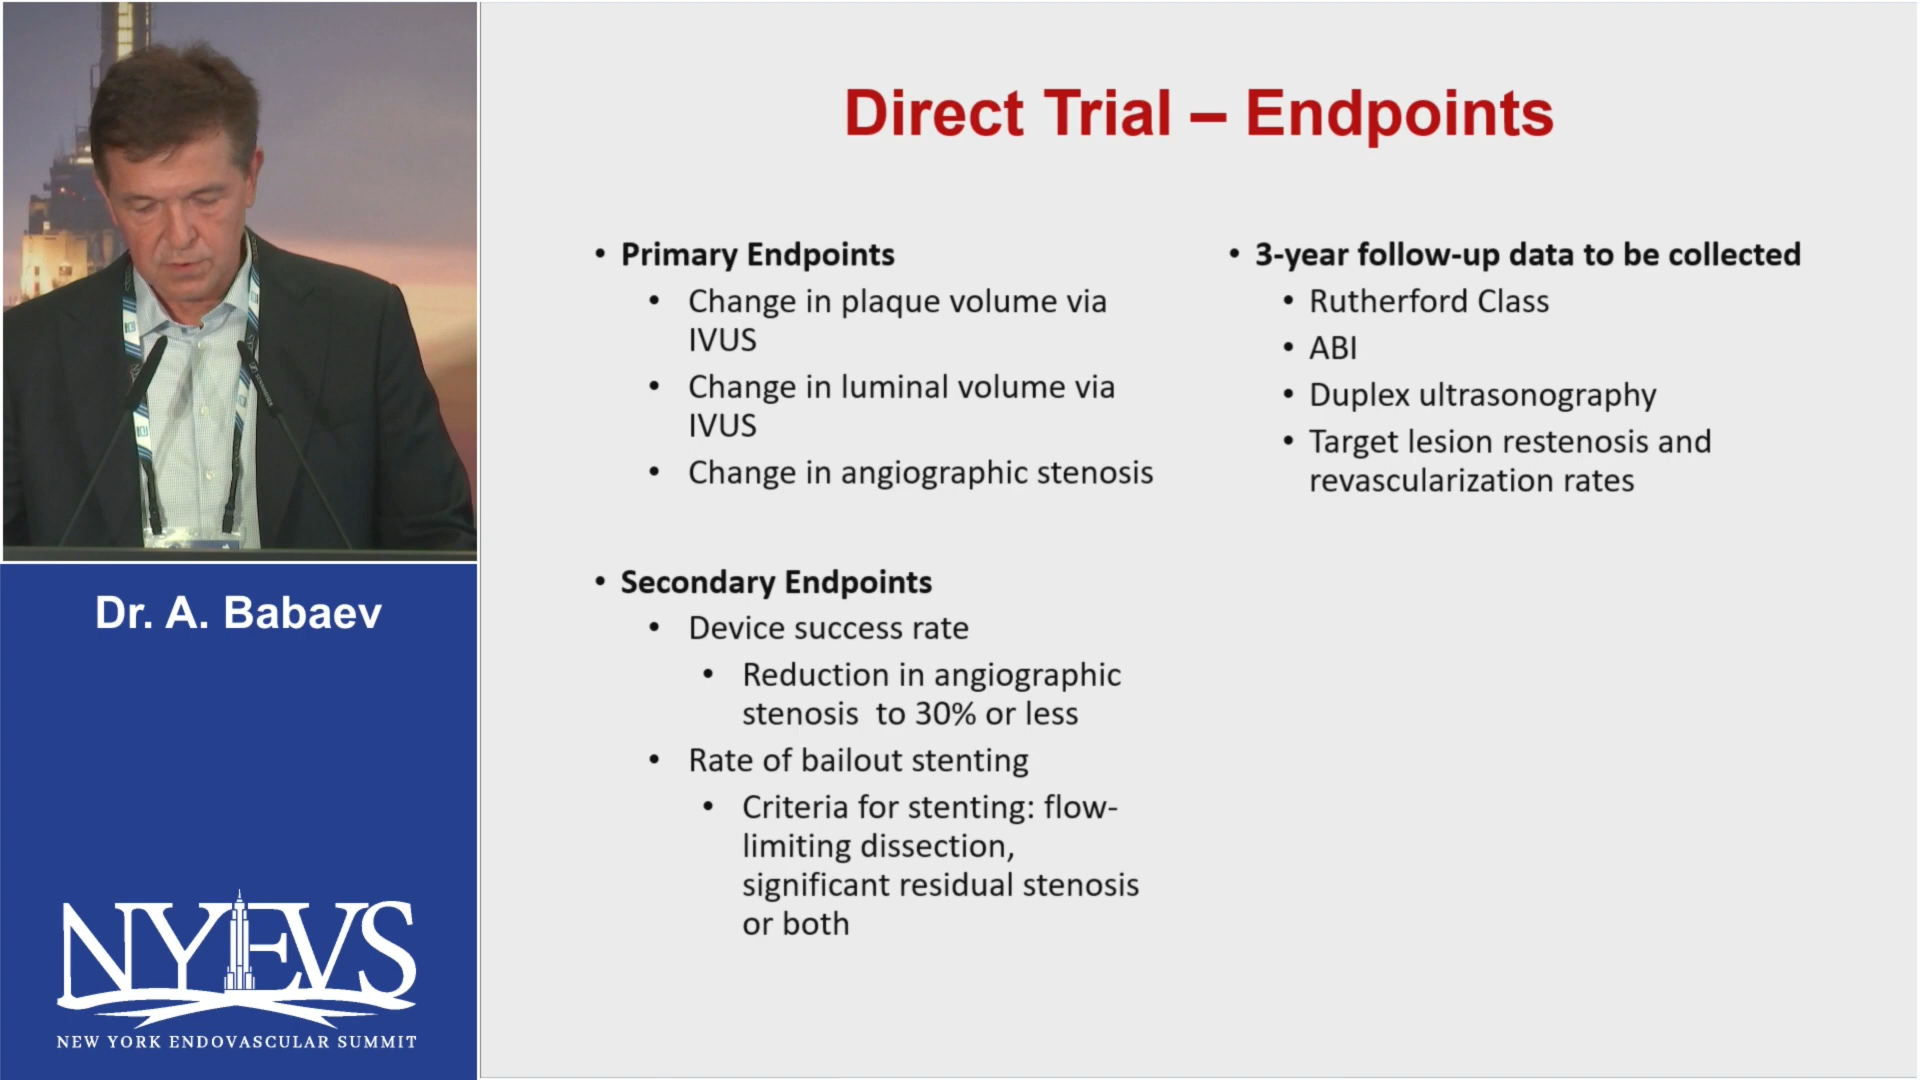 Direct Trial – Endpoints
• Primary Endpoints
• Change in plaque volume via
IVUS
• Change in luminal volume via
IVUS
• Change in angiographic stenosis
• Secondary Endpoints
• Device success rate
• Reduction in angiographic
stenosis to 30% or less
• Rate of bailout stenting
• Criteria for stenting: flow-
limiting dissection,
significant residual stenosis
or both
• 3-year follow-up data to be collected
• Rutherford Class
• ABI
• Duplex ultrasonography
• Target lesion restenosis and
revascularization rates
Dr. A. Babaev
NYEVS
NEW YORK ENDOVASCULAR SUMMIT